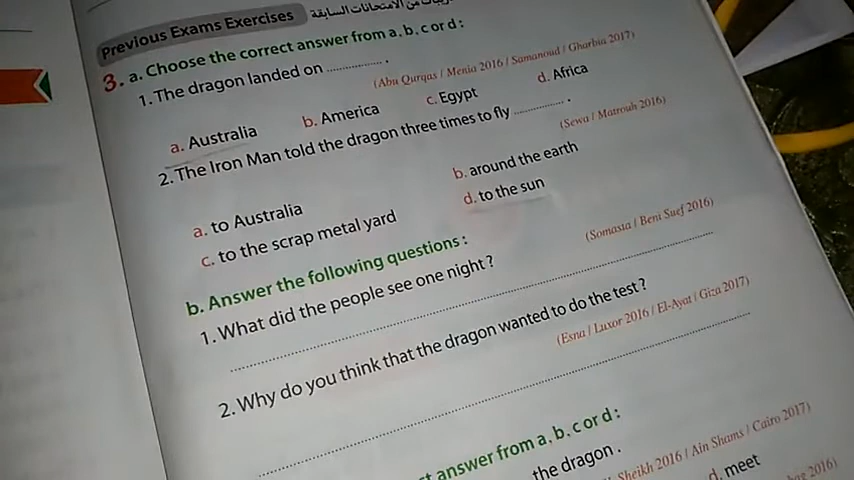 Previous Exams Exercises
3. a. Choose the correct answer from a, b, c or d :
1. The dragon landed on ................ .
(Abu Qurqas / Menia 2016 / Samanoud / Gharbia 2017)
a. Australia b. America c. Egypt d. Africa
2. The Iron Man told the dragon three times to fly ................ .
(Sewa / Matrouh 2016)
a. to Australia b. around the earth
c. to the scrap metal yard d. to the sun
b. Answer the following questions :
1. What did the people see one night ?
(Somasta / Beni Suef 2016)
2. Why do you think that the dragon wanted to do the test ?
(Esna / Luxor 2016 / El-Ayat / Giza 2017)
answer from a, b, c or d :
the dragon .
Sheikh 2016 / Ain Shams / Cairo 2017)
d. meet
2016)